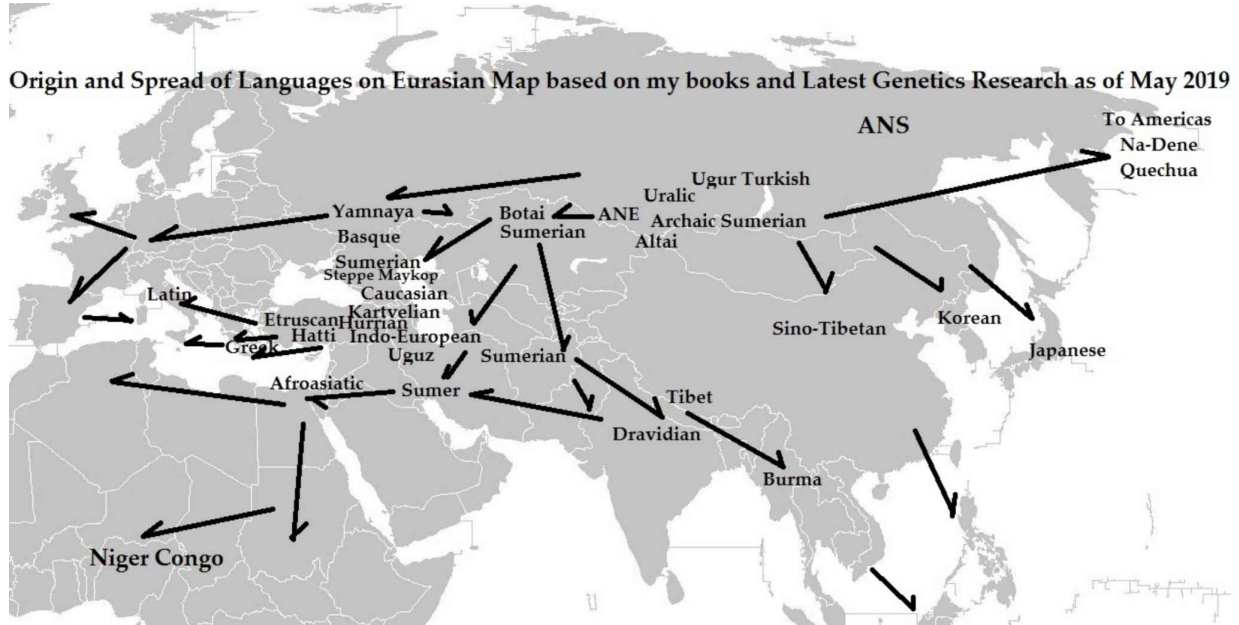 Origin and Spread of Languages on Eurasian Map based on my books and Latest Genetics Research as of May 2019
ANS
To Americas
Na-Dene
Quechua
Ugur Turkish
Uralic
Yamnaya
Botai
ANE
Archaic Sumerian
Sumerian
Basque
Altai
Sumerian
Steppe Maykop
Latin
Caucasian
Kartvelian
Etruscan
Hurrian
Sino-Tibetan
Korean
Hatti
Indo-European
Greek
Uguz
Sumerian
Japanese
Afroasiatic
Sumer
Tibet
Dravidian
Burma
Niger Congo